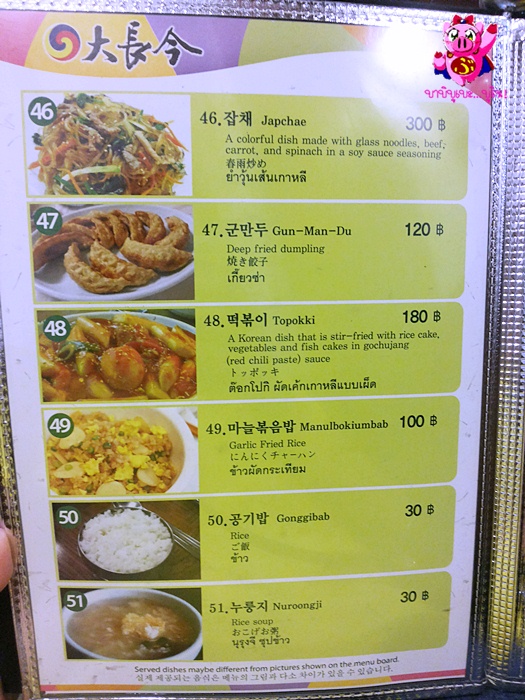 大長今
46
46.잡채 Japchae 300 ฿
A colorful dish made with glass noodles, beef,
carrot, and spinach in a soy sauce seasoning
春雨炒め
ยำวุ้นเส้นเกาหลี
47
47.군만두 Gun-Man-Du 120 ฿
Deep fried dumpling
焼き餃子
เกี๊ยวซ่า
48
48.떡볶이 Topokki 180 ฿
A Korean dish that is stir-fried with rice cake,
vegetables and fish cakes in gochujang
(red chili paste) sauce
トッポッキ
ต๊อกโปกิ ผัดเค้กเกาหลีแบบเผ็ด
49
49.마늘볶음밥 Manulbokiumbab 100 ฿
Garlic Fried Rice
にんにくチャーハン
ข้าวผัดกระเทียม
50
50.공기밥 Gonggibab 30 ฿
Rice
ご飯
ข้าว
51
51.누룽지 Nuroongji 30 ฿
Rice soup
おこげお粥
นุรุงจี ซุปข้าว
Served dishes maybe different from pictures shown on the menu board.
실제 제공되는 음식은 메뉴의 그림과 다소 차이가 있을 수 있습니다.